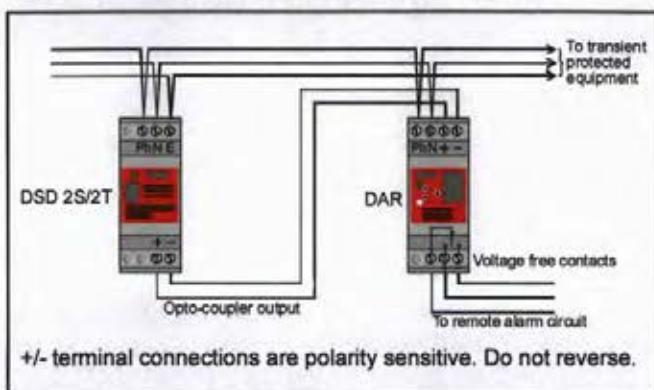 To transient
protected
equipment
Ph N E
Ph N + -
DSD 2S/2T
DAR
+ -
Voltage free contacts
Opto-coupler output
To remote alarm circuit
+/- terminal connections are polarity sensitive. Do not reverse.